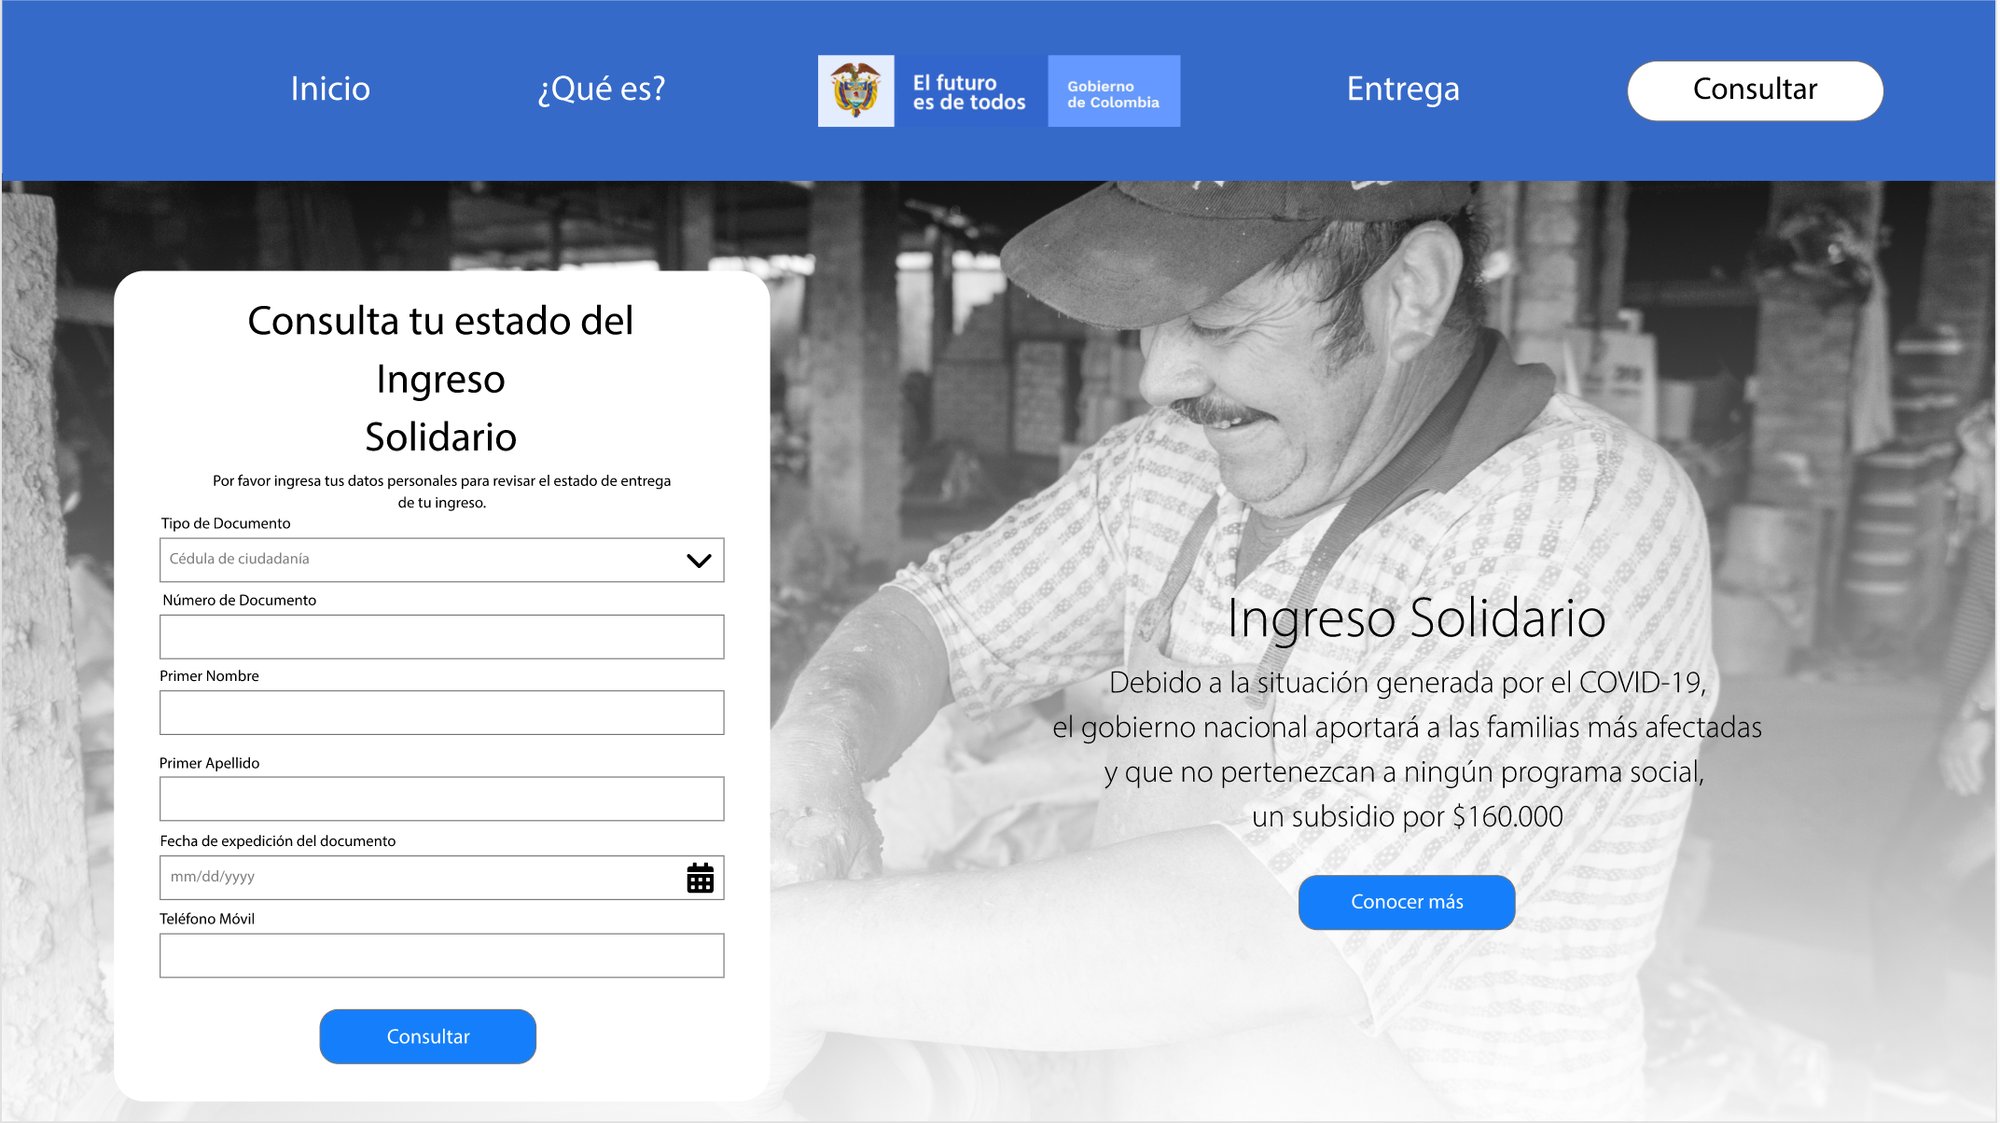 Inicio
¿Qué es?
El futuro
es de todos
Gobierno
de Colombia
Entrega
Consultar
Consulta tu estado del
Ingreso
Solidario
Por favor ingresa tus datos personales para revisar el estado de entrega
de tu ingreso.
Tipo de Documento
Cédula de ciudadanía
Número de Documento
Primer Nombre
Primer Apellido
Fecha de expedición del documento
mm/dd/yyyy
Teléfono Móvil
Consultar
Ingreso Solidario
Debido a la situación generada por el COVID-19,
el gobierno nacional aportará a las familias más afectadas
y que no pertenezcan a ningún programa social,
un subsidio por $160.000
Conocer más